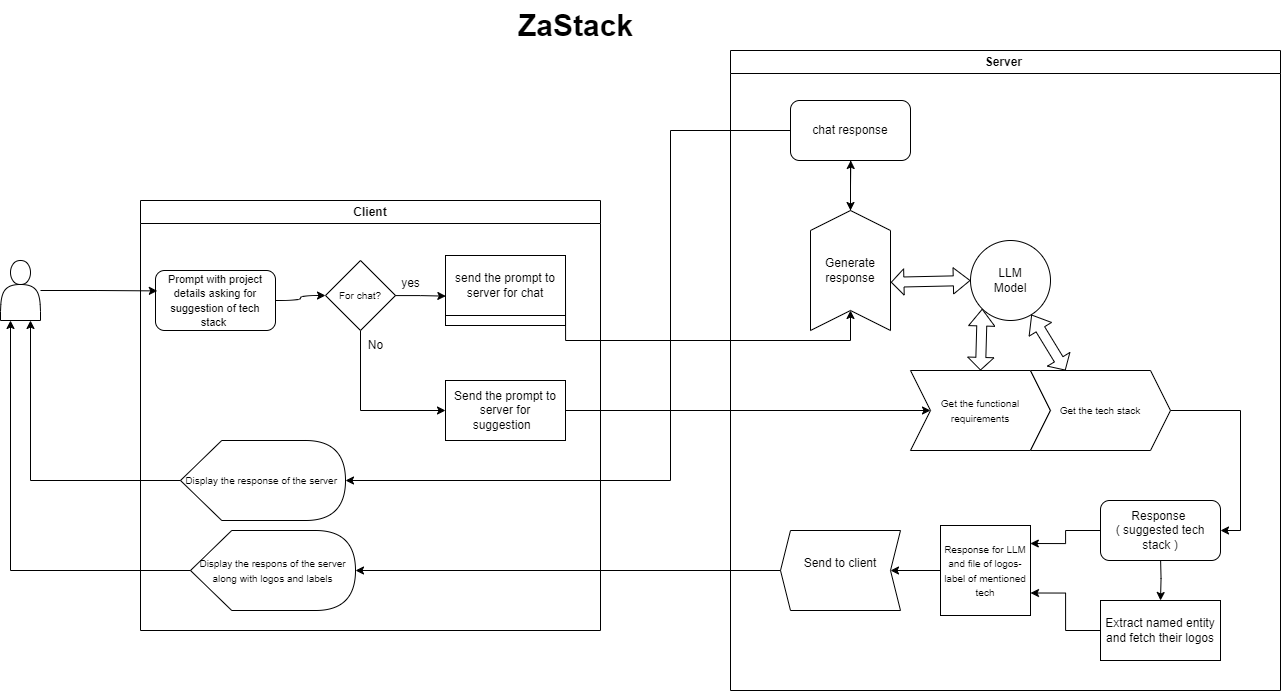 ZaStack
Server
chat response
Client
Generate
response
LLM
Model
Prompt with project
details asking for
suggestion of tech
stack
For chat?
yes
send the prompt to
server for chat
No
Send the prompt to
server for
suggestion
Get the functional
requirements
Get the tech stack
Display the response of the server
Response
( suggested tech
stack )
Display the respons of the server
along with logos and labels
Send to client
Response for LLM
and file of logos-
label of mentioned
tech
Extract named entity
and fetch their logos